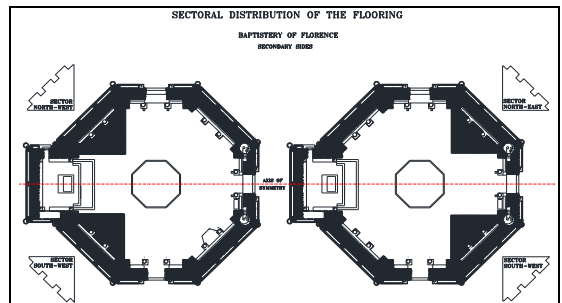 SECTORAL DISTRIBUTION OF THE FLOORING
BAPTISTERY OF FLORENCE
SECONDARY SIDES
SECTOR
NORTH-WEST
SECTOR
NORTH-EAST
AXIS OF
SYMMETRY
SECTOR
SOUTH-WEST
SECTOR
SOUTH-EAST